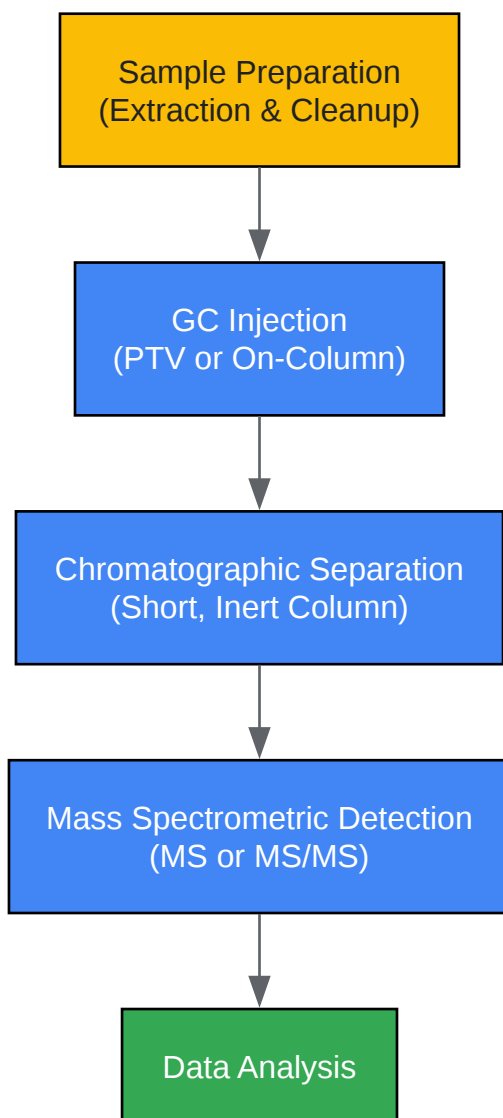 Sample Preparation
(Extraction & Cleanup)
GC Injection
(PTV or On-Column)
Chromatographic Separation
(Short, Inert Column)
Mass Spectrometric Detection
(MS or MS/MS)
Data Analysis